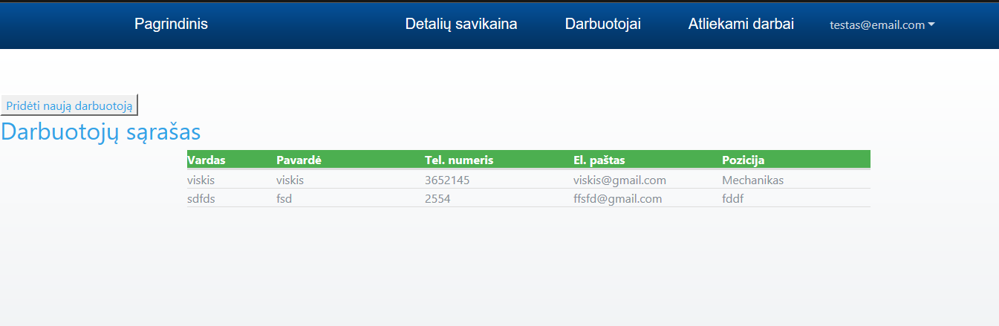 Pagrindinis Detalių savikaina Darbuotojai Atliekami darbai testas@email.com
Pridėti naują darbuotoją
Darbuotojų sąrašas
Vardas Pavardė Tel. numeris El. paštas Pozicija
viskis viskis 3652145 viskis@gmail.com Mechanikas
sdfds fsd 2554 ffsfd@gmail.com fddf